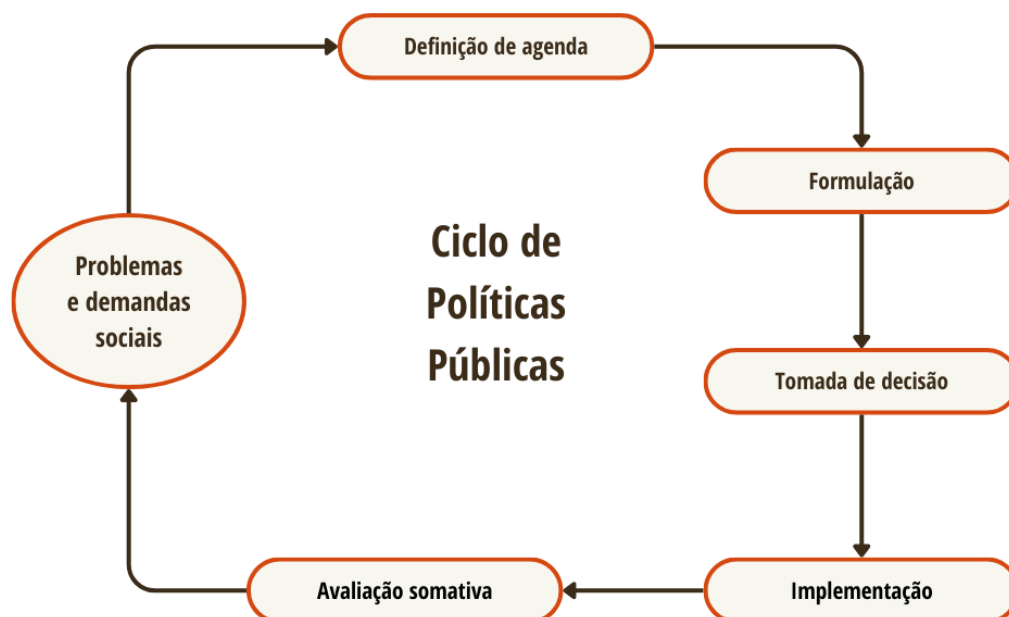 Definição de agenda
Formulação
Ciclo de
Políticas
Públicas
Problemas
e demandas
sociais
Tomada de decisão
Avaliação somativa
Implementação